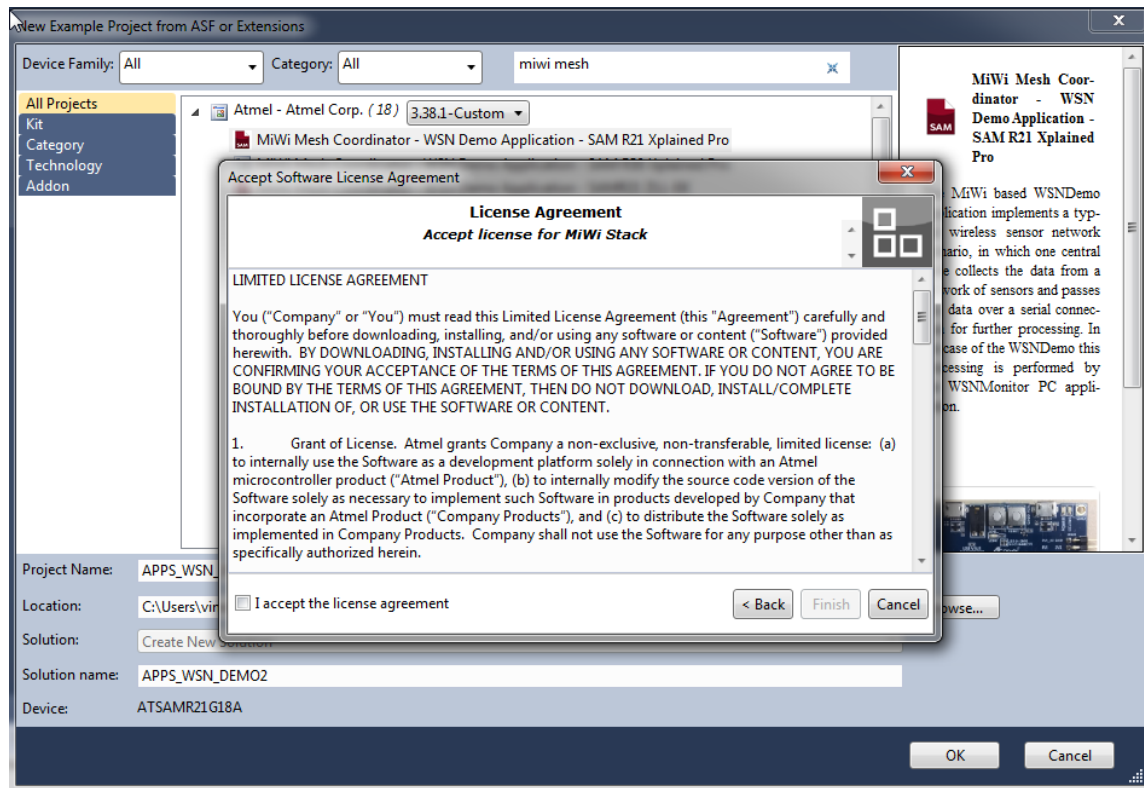 New Example Project from ASF or Extensions
Device Family: All Category: All miwi mesh
All Projects
Kit
Category
Technology
Addon
Atmel - Atmel Corp. (18) 3.38.1-Custom
MiWi Mesh Coordinator - WSN Demo Application - SAM R21 Xplained Pro
Accept Software License Agreement
License Agreement
Accept license for MiWi Stack
LIMITED LICENSE AGREEMENT
You ("Company" or "You") must read this Limited License Agreement (this "Agreement") carefully and
thoroughly before downloading, installing, and/or using any software or content ("Software") provided
herewith. BY DOWNLOADING, INSTALLING AND/OR USING ANY SOFTWARE OR CONTENT, YOU ARE
CONFIRMING YOUR ACCEPTANCE OF THE TERMS OF THIS AGREEMENT. IF YOU DO NOT AGREE TO BE
BOUND BY THE TERMS OF THIS AGREEMENT, THEN DO NOT DOWNLOAD, INSTALL/COMPLETE
INSTALLATION OF, OR USE THE SOFTWARE OR CONTENT.
1. Grant of License. Atmel grants Company a non-exclusive, non-transferable, limited license: (a)
to internally use the Software as a development platform solely in connection with an Atmel
microcontroller product ("Atmel Product"), (b) to internally modify the source code version of the
Software solely as necessary to implement such Software in products developed by Company that
incorporate an Atmel Product ("Company Products"), and (c) to distribute the Software solely as
implemented in Company Products. Company shall not use the Software for any purpose other than as
specifically authorized herein.
I accept the license agreement
< Back Finish Cancel
SAM
MiWi Mesh Coor-
dinator - WSN
Demo Application -
SAM R21 Xplained
Pro
MiWi based WSNDemo
lication implements a typ-
wireless sensor network
nario, in which one central
e collects the data from a
work of sensors and passes
data over a serial connec-
for further processing. In
case of the WSNDemo this
cessing is performed by
WSNMonitor PC appli-
on.
Project Name: APPS_WSN_
Location: C:\Users\vin owse...
Solution: Create New Solution
Solution name: APPS_WSN_DEMO2
Device: ATSAMR21G18A
OK Cancel